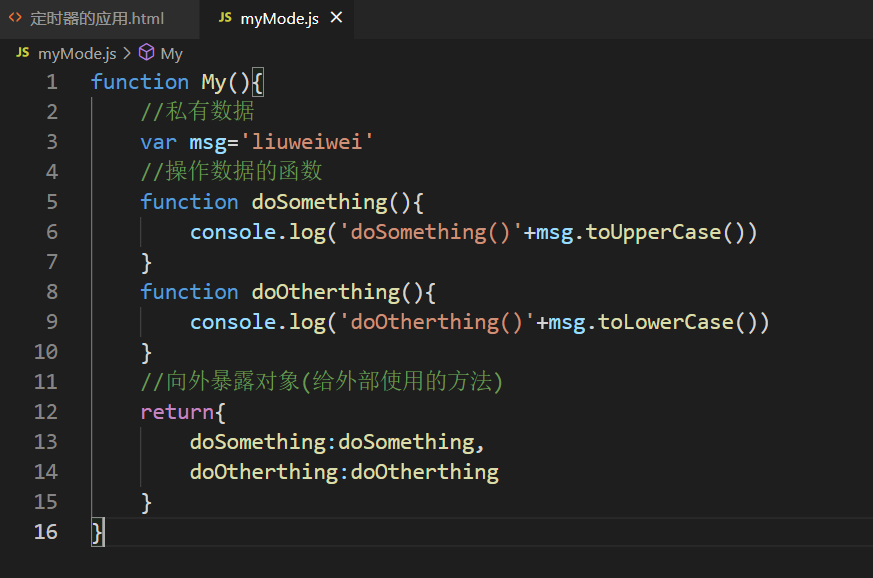 <> 定时器的应用.html JS myMode.js ×
JS myMode.js > My
1 function My(){
2     //私有数据
3     var msg='liuweiwei'
4     //操作数据的函数
5     function doSomething(){
6         console.log('doSomething()'+msg.toUpperCase())
7     }
8     function doOtherthing(){
9         console.log('doOtherthing()'+msg.toLowerCase())
10     }
11     //向外暴露对象(给外部使用的方法)
12     return{
13         doSomething:doSomething,
14         doOtherthing:doOtherthing
15     }
16 }